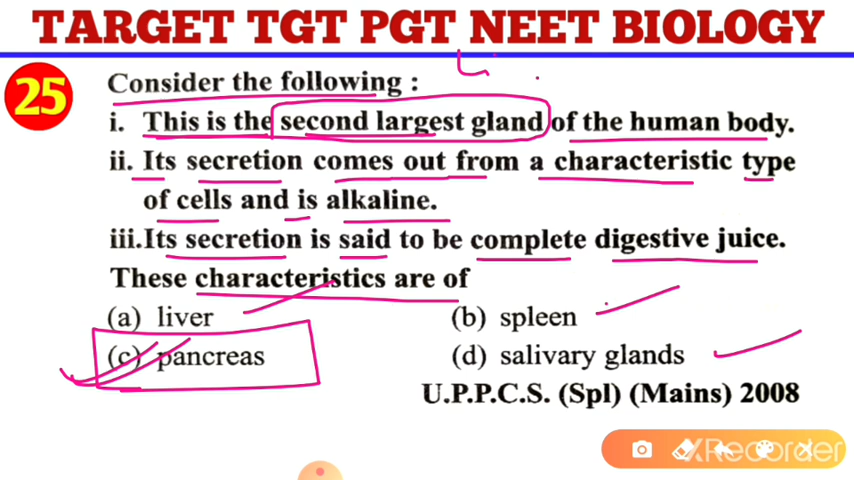 TARGET TGT PGT NEET BIOLOGY
25
Consider the following :
i. This is the second largest gland of the human body.
ii. Its secretion comes out from a characteristic type
of cells and is alkaline.
iii.Its secretion is said to be complete digestive juice.
These characteristics are of
(a) liver (b) spleen
(c) pancreas (d) salivary glands
U.P.P.C.S. (Spl) (Mains) 2008
XRecorder